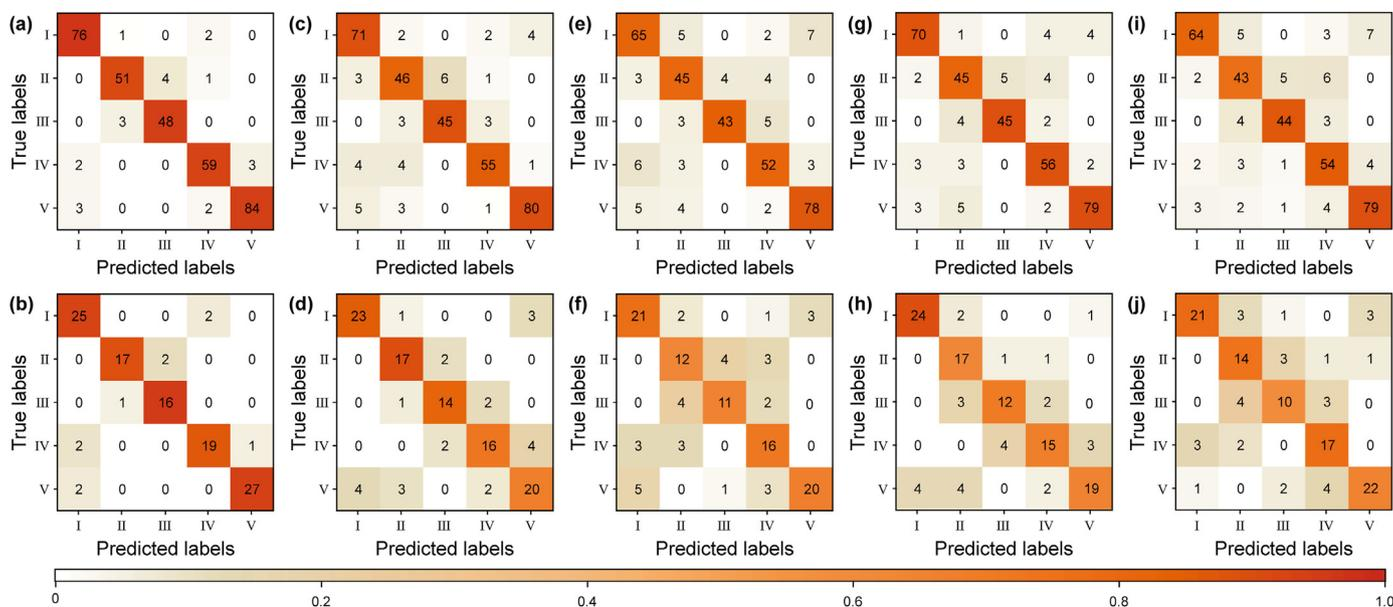 (a)
True labels
I 76 1 0 2 0
II 0 51 4 1 0
III 0 3 48 0 0
IV 2 0 0 59 3
V 3 0 0 2 84
I II III IV V
Predicted labels
(c)
True labels
I 71 2 0 2 4
II 3 46 6 1 0
III 0 3 45 3 0
IV 4 4 0 55 1
V 5 3 0 1 80
I II III IV V
Predicted labels
(e)
True labels
I 65 5 0 2 7
II 3 45 4 4 0
III 0 3 43 5 0
IV 6 3 0 52 3
V 5 4 0 2 78
I II III IV V
Predicted labels
(g)
True labels
I 70 1 0 4 4
II 2 45 5 4 0
III 0 4 45 2 0
IV 3 3 0 56 2
V 3 5 0 2 79
I II III IV V
Predicted labels
(i)
True labels
I 64 5 0 3 7
II 2 43 5 6 0
III 0 4 44 3 0
IV 2 3 1 54 4
V 3 2 1 4 79
I II III IV V
Predicted labels
(b)
True labels
I 25 0 0 2 0
II 0 17 2 0 0
III 0 1 16 0 0
IV 2 0 0 19 1
V 2 0 0 0 27
I II III IV V
Predicted labels
(d)
True labels
I 23 1 0 0 3
II 0 17 2 0 0
III 0 1 14 2 0
IV 0 0 2 16 4
V 4 3 0 2 20
I II III IV V
Predicted labels
(f)
True labels
I 21 2 0 1 3
II 0 12 4 3 0
III 0 4 11 2 0
IV 3 3 0 16 0
V 5 0 1 3 20
I II III IV V
Predicted labels
(h)
True labels
I 24 2 0 0 1
II 0 17 1 1 0
III 0 3 12 2 0
IV 0 0 4 15 3
V 4 4 0 2 19
I II III IV V
Predicted labels
(j)
True labels
I 21 3 1 0 3
II 0 14 3 1 1
III 0 4 10 3 0
IV 3 2 0 17 0
V 1 0 2 4 22
I II III IV V
Predicted labels
0 0.2 0.4 0.6 0.8 1.0